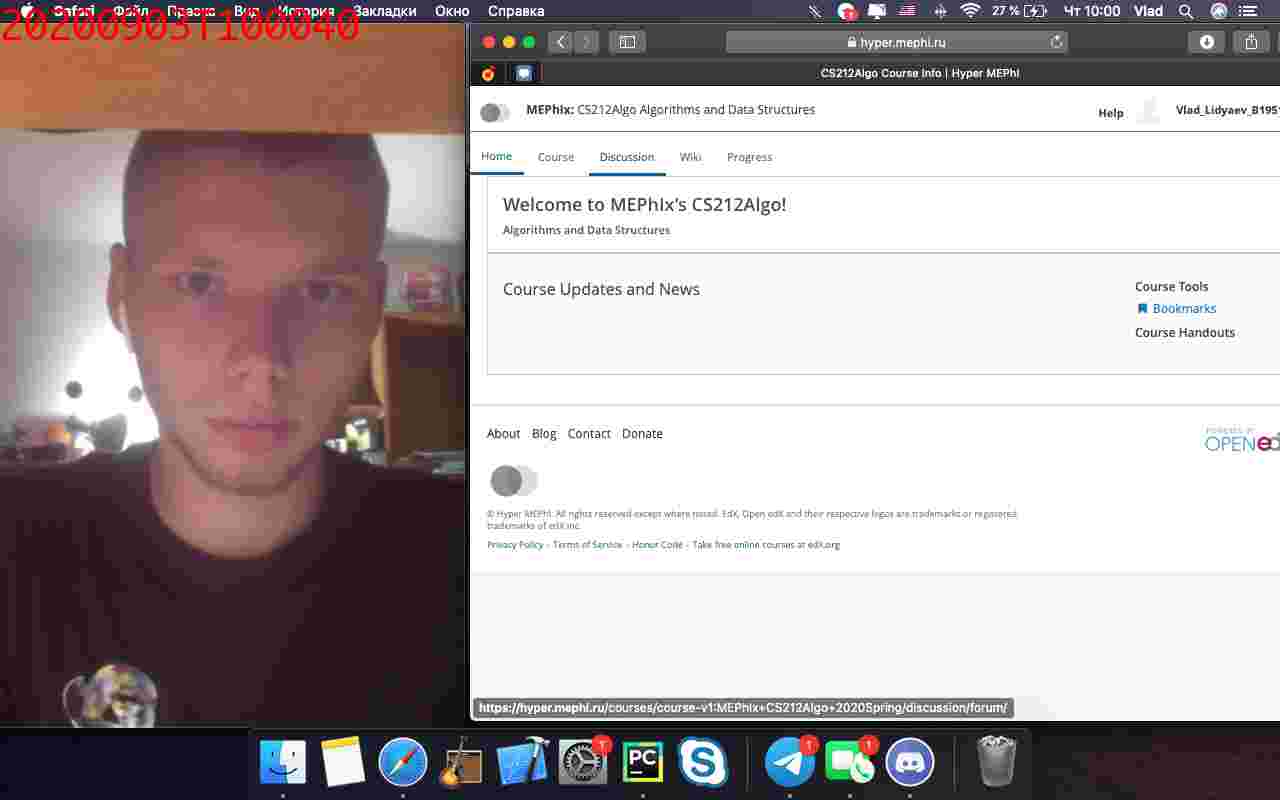 Safari Файл Правка Вид История Закладки Окно Справка 27 % Чт 10:00 Vlad
20200903T100040
hyper.mephi.ru
CS212Algo Course Info | Hyper MEPhI
MEPhIx: CS212Algo Algorithms and Data Structures
Help
Vlad_Lidyaev_B195
Home Course Discussion Wiki Progress
Welcome to MEPhIx's CS212Algo!
Algorithms and Data Structures
Course Updates and News
Course Tools
Bookmarks
Course Handouts
About Blog Contact Donate
POWERED BY
OPEN ed
© Hyper MEPhI. All rights reserved except where noted. EdX, Open edX and their respective logos are trademarks or registered
trademarks of edX Inc.
Privacy Policy - Terms of Service - Honor Code - Take free online courses at edX.org
https://hyper.mephi.ru/courses/course-v1:MEPhIx+CS212Algo+2020Spring/discussion/forum/
1
PC
1
1